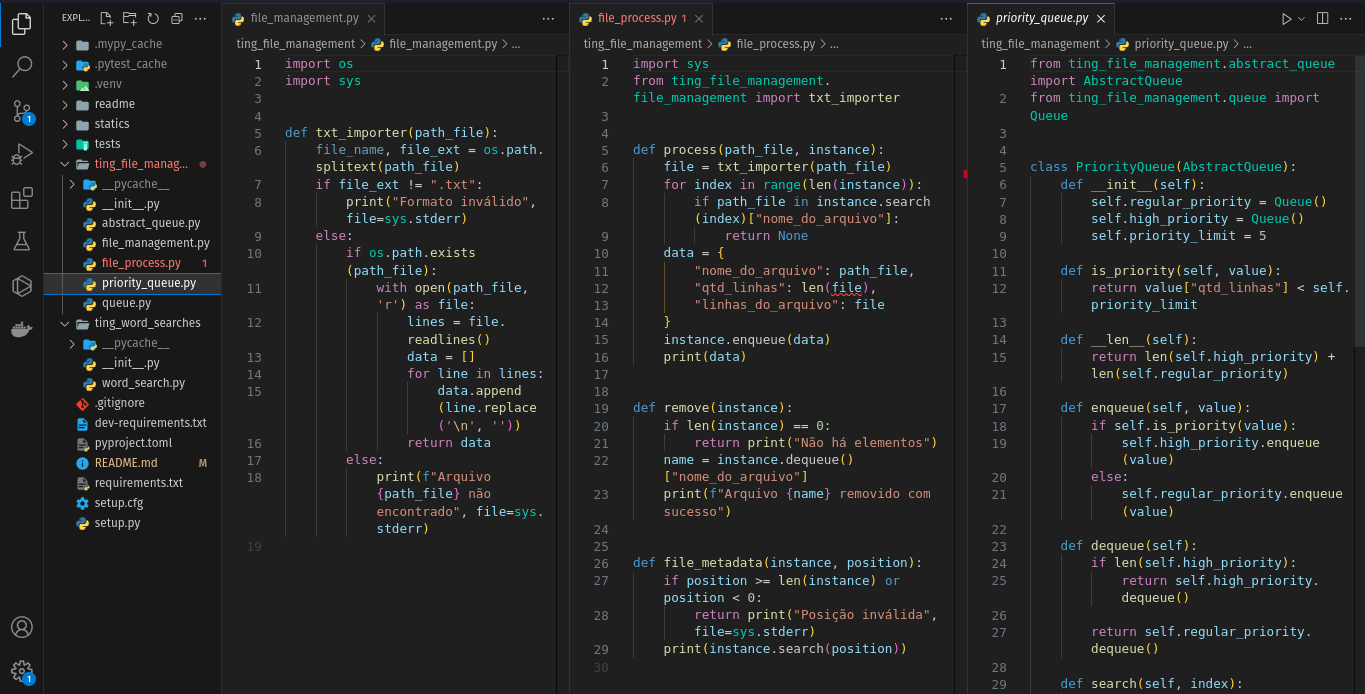 EXPL...
.mypy_cache
.pytest_cache
.venv
readme
statics
tests
ting_file_manag...
__pycache__
__init__.py
abstract_queue.py
file_management.py
file_process.py 1
priority_queue.py
queue.py
ting_word_searches
__pycache__
__init__.py
word_search.py
.gitignore
dev-requirements.txt
pyproject.toml
README.md M
requirements.txt
setup.cfg
setup.py
1
1
file_management.py
ting_file_management > file_management.py > ...
1 import os
2 import sys
3
4
5 def txt_importer(path_file):
6 file_name, file_ext = os.path.
splitext(path_file)
7 if file_ext != ".txt":
8 print("Formato inválido",
file=sys.stderr)
9 else:
10 if os.path.exists
(path_file):
11 with open(path_file,
'r') as file:
12 lines = file.
readlines()
13 data = []
14 for line in lines:
15 data.append
(line.replace
('\n', ''))
16 return data
17 else:
18 print(f"Arquivo
{path_file} não
encontrado", file=sys.
stderr)
19
file_process.py 1
ting_file_management > file_process.py > ...
1 import sys
2 from ting_file_management.
file_management import txt_importer
3
4
5 def process(path_file, instance):
6 file = txt_importer(path_file)
7 for index in range(len(instance)):
8 if path_file in instance.search
(index)["nome_do_arquivo"]:
9 return None
10 data = {
11 "nome_do_arquivo": path_file,
12 "qtd_linhas": len(file),
13 "linhas_do_arquivo": file
14 }
15 instance.enqueue(data)
16 print(data)
17
18
19 def remove(instance):
20 if len(instance) == 0:
21 return print("Não há elementos")
22 name = instance.dequeue()
["nome_do_arquivo"]
23 print(f"Arquivo {name} removido com
sucesso")
24
25
26 def file_metadata(instance, position):
27 if position >= len(instance) or
position < 0:
28 return print("Posição inválida",
file=sys.stderr)
29 print(instance.search(position))
30
priority_queue.py
ting_file_management > priority_queue.py > ...
1 from ting_file_management.abstract_queue
import AbstractQueue
2 from ting_file_management.queue import
Queue
3
4
5 class PriorityQueue(AbstractQueue):
6 def __init__(self):
7 self.regular_priority = Queue()
8 self.high_priority = Queue()
9 self.priority_limit = 5
10
11 def is_priority(self, value):
12 return value["qtd_linhas"] < self.
priority_limit
13
14 def __len__(self):
15 return len(self.high_priority) +
len(self.regular_priority)
16
17 def enqueue(self, value):
18 if self.is_priority(value):
19 self.high_priority.enqueue
(value)
20 else:
21 self.regular_priority.enqueue
(value)
22
23 def dequeue(self):
24 if len(self.high_priority):
25 return self.high_priority.
dequeue()
26
27 return self.regular_priority.
dequeue()
28
29 def search(self, index):